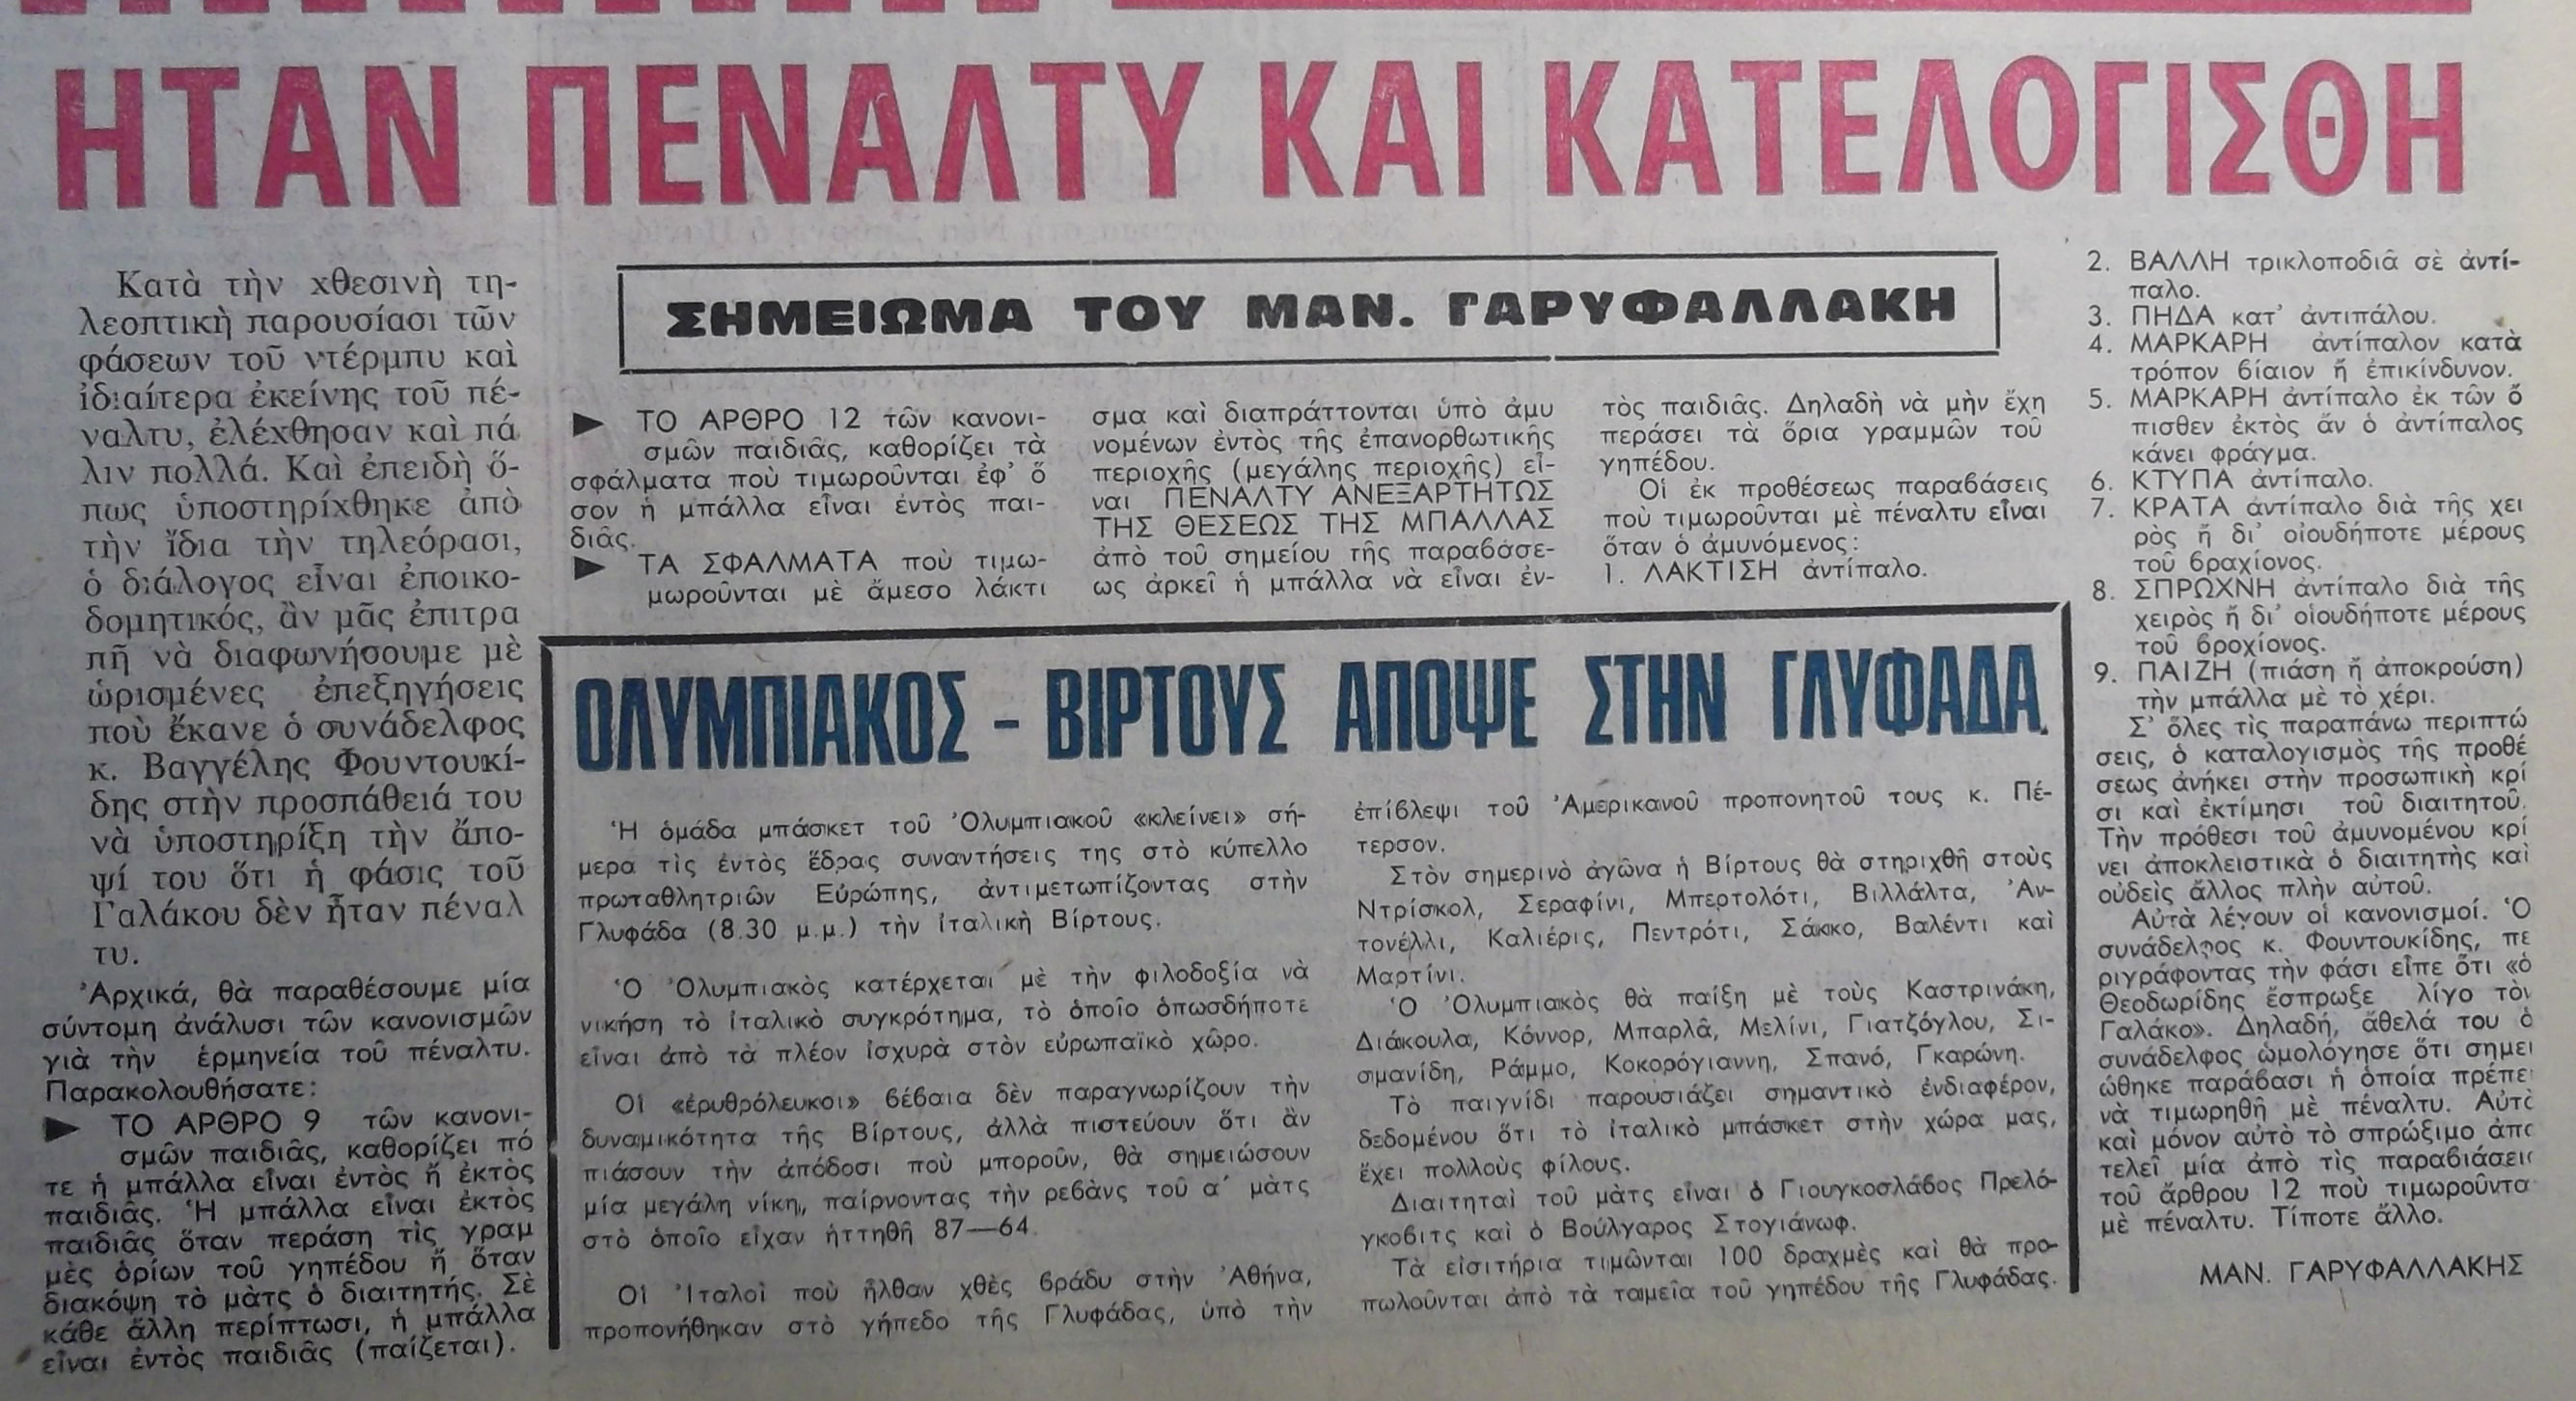 ΗΤΑΝ ΠΕΝΑΛΤΥ ΚΑΙ ΚΑΤΕΛΟΓΙΣΘΗ
Κατὰ τὴν χθεσινὴ τη-
λεοπτικὴ παρουσίασι τῶν
φάσεων τοῦ ντέρμπυ καὶ
ἰδιαίτερα ἐκείνης τοῦ πέ-
ναλτυ, ἐλέχθησαν καὶ πά
λιν πολλά. Καὶ ἐπειδὴ ὅ-
πως ὑποστηρίχθηκε ἀπὸ
τὴν ἴδια τὴν τηλεόρασι,
ὁ διάλογος εἶναι ἐποικο-
δομητικός, ἂν μᾶς ἐπιτρα
πῆ νὰ διαφωνήσουμε μὲ
ὡρισμένες ἐπεξηγήσεις
ποὺ ἔκανε ὁ συνάδελφος
κ. Βαγγέλης Φουντουκί-
δης στὴν προσπάθειά του
νὰ ὑποστηρίξη τὴν ἄπο-
ψί του ὅτι ἡ φάσις τοῦ
Γαλάκου δὲν ἦταν πέναλ
τυ.
Ἀρχικά, θὰ παραθέσουμε μία
σύντομη ἀνάλυσι τῶν κανονισμῶν
γιὰ τὴν ἑρμηνεία τοῦ πέναλτυ.
Παρακολουθήσατε:
► ΤΟ ΑΡΘΡΟ 9 τῶν κανονι-
σμῶν παιδιᾶς, καθορίζει πό
τε ἡ μπάλλα εἶναι ἐντὸς ἢ ἐκτὸς
παιδιᾶς. Ἡ μπάλλα εἶναι ἐκτὸς
παιδιᾶς ὅταν περάση τὶς γραμ
μὲς ὁρίων τοῦ γηπέδου ἢ ὅταν
διακόψη τὸ μὰτς ὁ διαιτητής. Σὲ
κάθε ἄλλη περίπτωσι, ἡ μπάλλα
εἶναι ἐντὸς παιδιᾶς (παίζεται).
ΣΗΜΕΙΩΜΑ ΤΟΥ ΜΑΝ. ΓΑΡΥΦΑΛΛΑΚΗ
► ΤΟ ΑΡΘΡΟ 12 τῶν κανονι-
σμῶν παιδιᾶς, καθορίζει τὰ
σφάλματα ποὺ τιμωροῦνται ἐφ' ὅ
σον ἡ μπάλλα εἶναι ἐντὸς παι-
διᾶς.
► ΤΑ ΣΦΑΛΜΑΤΑ ποὺ τιμω-
μωροῦνται μὲ ἄμεσο λάκτι
σμα καὶ διαπράττονται ὑπὸ ἀμυ
νομένων ἐντὸς τῆς ἐπανορθωτικῆς
περιοχῆς (μεγάλης περιοχῆς) εἶ-
ναι ΠΕΝΑΛΤΥ ΑΝΕΞΑΡΤΗΤΩΣ
ΤΗΣ ΘΕΣΕΩΣ ΤΗΣ ΜΠΑΛΛΑΣ
ἀπὸ τοῦ σημείου τῆς παραβάσε-
ως ἀρκεῖ ἡ μπάλλα νὰ εἶναι ἐν-
τὸς παιδιᾶς. Δηλαδὴ νὰ μὴν ἔχη
περάσει τὰ ὅρια γραμμῶν τοῦ
γηπέδου.
Οἱ ἐκ προθέσεως παραβάσεις
ποὺ τιμωροῦνται μὲ πέναλτυ εἶναι
ὅταν ὁ ἀμυνόμενος:
1. ΛΑΚΤΙΣΗ ἀντίπαλο.
2. ΒΑΛΛΗ τρικλοποδιᾶ σὲ ἀντί-
παλο.
3. ΠΗΔΑ κατ' ἀντιπάλου.
4. ΜΑΡΚΑΡΗ ἀντίπαλον κατὰ
τρόπον βίαιον ἢ ἐπικίνδυνον.
5. ΜΑΡΚΑΡΗ ἀντίπαλο ἐκ τῶν ὄ
πισθεν ἐκτὸς ἄν ὁ ἀντίπαλος
κάνει φράγμα.
6. ΚΤΥΠΑ ἀντίπαλο.
7. ΚΡΑΤΑ ἀντίπαλο διὰ τῆς χει
ρὸς ἢ δι' οἱουδήποτε μέρους
τοῦ βραχίονος.
8. ΣΠΡΩΧΝΗ ἀντίπαλο διὰ τῆς
χειρὸς ἢ δι' οἱουδήποτε μέρους
τοῦ βροχίονος.
9. ΠΑΙΖΗ (πιάση ἢ ἀποκρούση)
τὴν μπάλλα μὲ τὸ χέρι.
Σ' ὅλες τὶς παραπάνω περιπτώ
σεις, ὁ καταλογισμὸς τῆς προθέ
σεως ἀνήκει στὴν προσωπικὴ κρί
σι καὶ ἐκτίμησι τοῦ διαιτητοῦ.
Τὴν πρόθεσι τοῦ ἀμυνομένου κρί
νει ἀποκλειστικὰ ὁ διαιτητὴς καὶ
οὐδεὶς ἄλλος πλὴν αὐτοῦ.
Αὐτὰ λέγουν οἱ κανονισμοί. Ὁ
συνάδελφος κ. Φουντουκίδης, πε
ριγράφοντας τὴν φάσι εἶπε ὅτι «ὁ
Θεοδωρίδης ἔσπρωξε λίγο τὸν
Γαλάκο». Δηλαδή, ἄθελά του ὁ
συνάδελφος ὡμολόγησε ὅτι σημει
ώθηκε παράβασι ἡ ὁποία πρέπει
νὰ τιμωρηθῆ μὲ πέναλτυ. Αὐτὸ
καὶ μόνον αὐτὸ τὸ σπρώξιμο ἀπο
τελεῖ μία ἀπὸ τὶς παραβιάσεις
τοῦ ἄρθρου 12 ποὺ τιμωροῦντα
μὲ πέναλτυ. Τίποτε ἄλλο.
ΜΑΝ. ΓΑΡΥΦΑΛΛΑΚΗΣ
ΟΛΥΜΠΙΑΚΟΣ - ΒΙΡΤΟΥΣ ΑΠΟΨΕ ΣΤΗΝ ΓΛΥΦΑΔΑ
Ἡ ὁμάδα μπάσκετ τοῦ Ὀλυμπιακοῦ «κλείνει» σή-
μερα τὶς ἐντὸς ἕδρας συναντήσεις της στὸ κύπελλο
πρωταθλητριῶν Εὐρώπης, ἀντιμετωπίζοντας στὴν
Γλυφάδα (8.30 μ.μ.) τὴν ἰταλικὴ Βίρτους.
Ὁ Ὀλυμπιακὸς κατέρχεται μὲ τὴν φιλοδοξία νὰ
νικήση τὸ ἰταλικὸ συγκρότημα, τὸ ὁποῖο ὁπωσδήποτε
εἶναι ἀπὸ τὰ πλέον ἰσχυρὰ στὸν εὐρωπαϊκὸ χῶρο.
Οἱ «ἐρυθρόλευκοι» βέβαια δὲν παραγνωρίζουν τὴν
δυναμικότητα τῆς Βίρτους, ἀλλὰ πιστεύουν ὅτι ἂν
πιάσουν τὴν ἀπόδοσι ποὺ μποροῦν, θὰ σημειώσουν
μία μεγάλη νίκη, παίρνοντας τὴν ρεβὰνς τοῦ α' μὰτς
στὸ ὁποῖο εἶχαν ἡττηθῆ 87—64.
Οἱ Ἰταλοὶ ποὺ ἦλθαν χθὲς βράδυ στὴν Ἀθήνα,
προπονήθηκαν στὸ γήπεδο τῆς Γλυφάδας, ὑπὸ τὴν
ἐπίβλεψι τοῦ Ἀμερικανοῦ προπονητοῦ τους κ. Πέ-
τερσον.
Στὸν σημερινὸ ἀγῶνα ἡ Βίρτους θὰ στηριχθῆ στοὺς
Ντρίσκολ, Σεραφίνι, Μπερτολότι, Βιλλάλτα, Ἀν-
τονέλλι, Καλιέρις, Πεντρότι, Σάκκο, Βαλέντι καὶ
Μαρτίνι.
Ὁ Ὀλυμπιακὸς θὰ παίξη μὲ τοὺς Καστρινάκη,
Διάκουλα, Κόννορ, Μπαρλᾶ, Μελίνι, Γιατζόγλου, Σι-
σμανίδη, Ράμμο, Κοκορόγιαννη, Σπανό, Γκαρώνη.
Τὸ παιγνίδι παρουσιάζει σημαντικὸ ἐνδιαφέρον,
δεδομένου ὅτι τὸ ἰταλικὸ μπάσκετ στὴν χώρα μας,
ἔχει πολλοὺς φίλους.
Διαιτηταὶ τοῦ μὰτς εἶναι ὁ Γιουγκοσλάβος Πρελό-
γκοβιτς καὶ ὁ Βούλγαρος Στογιάνωφ.
Τὰ εἰσιτήρια τιμῶνται 100 δραχμὲς καὶ θὰ προ-
πωλοῦνται ἀπὸ τὰ ταμεῖα τοῦ γηπέδου τῆς Γλυφάδας.